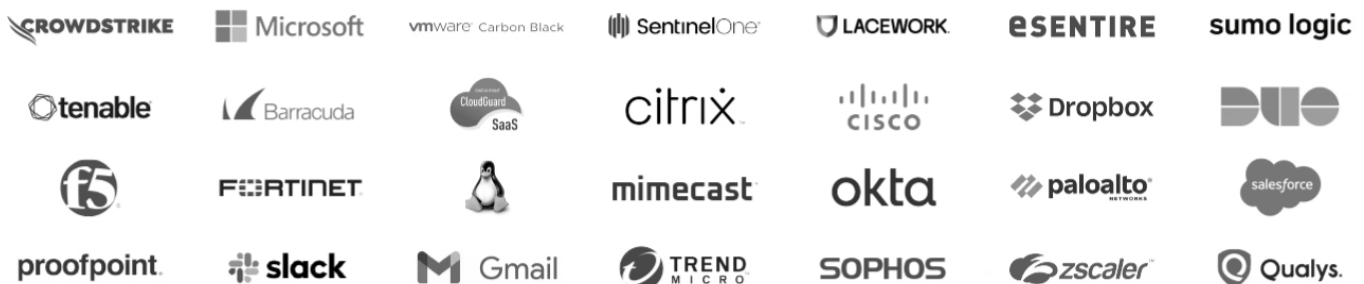 CROWDSTRIKE Microsoft vmware Carbon Black SentinelOne LACEWORK eSENTIRE sumo logic
tenable Barracuda CloudGuard SaaS citrix CISCO Dropbox DUO
f5 FORTINET mimecast okta paloalto NETWORKS salesforce
proofpoint slack Gmail TREND MICRO SOPHOS zscaler Qualys.